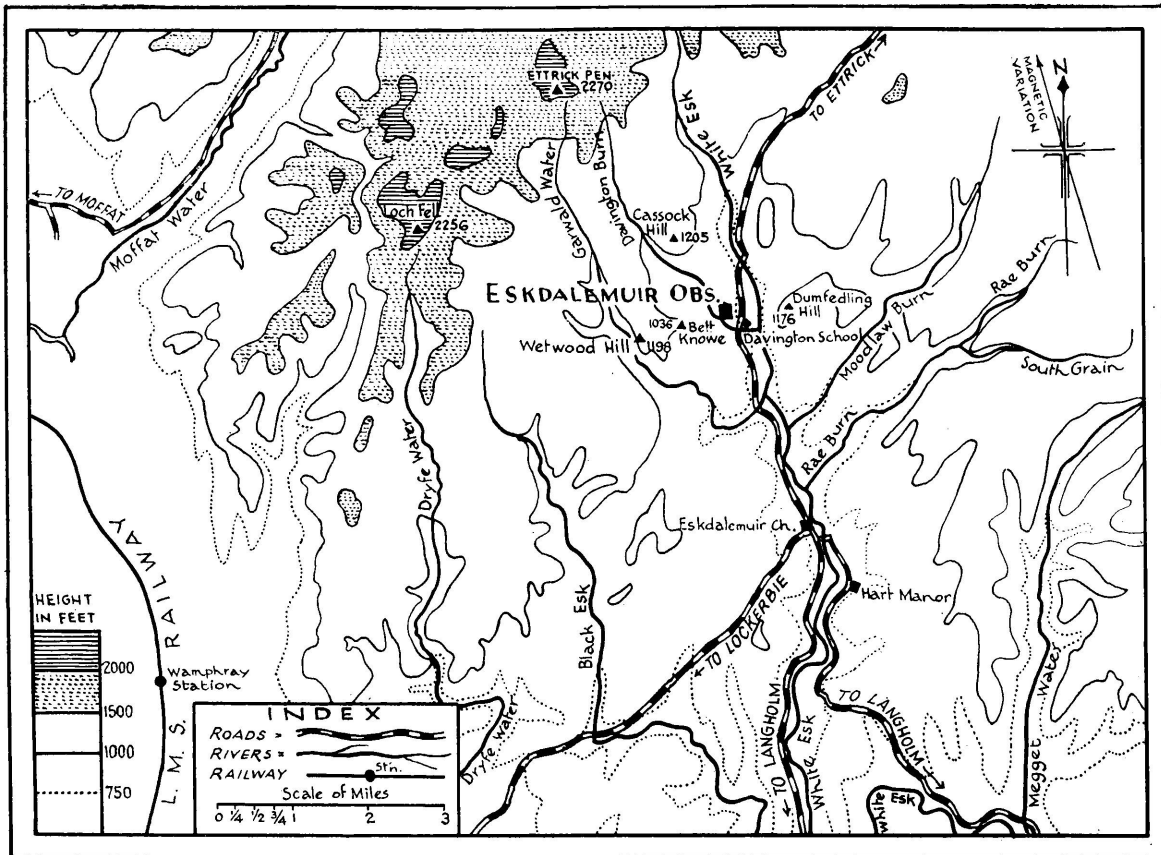 ETTRICK PEN
2270
WHITE ESK
TO ETTRICK
MAGNETIC
VARIATION
N
TO MOFFAT
Moffat Water
Loch Fell
2256
Garwald Water
Davington Burn
Cassock
Hill
1205
ESKDALEMUIR OBS.
Dumfedling
Hill
1176
Rae Burn
Moodlaw Burn
1036
Bett
Knowe
Wetwood Hill
1198
Davington School
South Grain
Dryfe Water
Rae Burn
Eskdalemuir Ch.
Hart Manor
Black Esk
TO LOCKERBIE
L. M. S. RAILWAY
Wamphray
Station
HEIGHT
IN FEET
2000
1500
1000
750
INDEX
ROADS =
RIVERS =
RAILWAY
Stn.
Scale of Miles
0 1/4 1/2 3/4 1 2 3
Dryfe Water
TO LANGHOLM
White Esk
TO LANGHOLM
White Esk
Megget Water